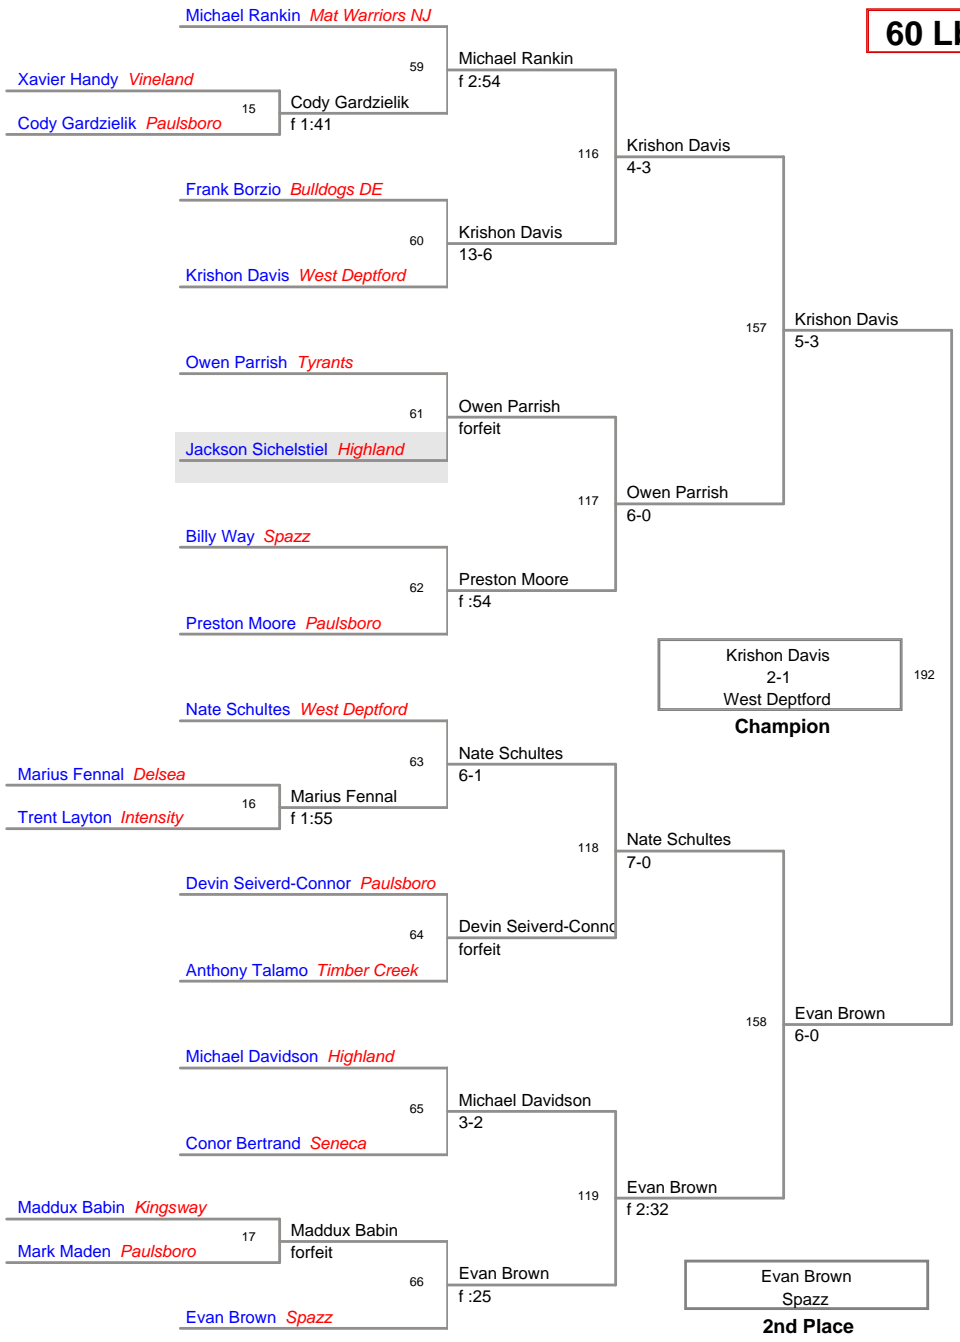 Michael Rankin Mat Warriors NJ
60 Lb
59
Michael Rankin
f 2:54
Xavier Handy Vineland
15
Cody Gardzielik
f 1:41
Cody Gardzielik Paulsboro
116
Krishon Davis
4-3
Frank Borzio Bulldogs DE
60
Krishon Davis
13-6
Krishon Davis West Deptford
157
Krishon Davis
5-3
Owen Parrish Tyrants
61
Owen Parrish
forfeit
Jackson Sichelstiel Highland
117
Owen Parrish
6-0
Billy Way Spazz
62
Preston Moore
f :54
Preston Moore Paulsboro
Krishon Davis
2-1
West Deptford
192
Champion
Nate Schultes West Deptford
63
Nate Schultes
6-1
Marius Fennal Delsea
16
Marius Fennal
f 1:55
Trent Layton Intensity
118
Nate Schultes
7-0
Devin Seiverd-Connor Paulsboro
64
Devin Seiverd-Conno
forfeit
Anthony Talamo Timber Creek
158
Evan Brown
6-0
Michael Davidson Highland
65
Michael Davidson
3-2
Conor Bertrand Seneca
119
Evan Brown
f 2:32
Maddux Babin Kingsway
17
Maddux Babin
forfeit
Mark Maden Paulsboro
66
Evan Brown
f :25
Evan Brown Spazz
Evan Brown
Spazz
2nd Place